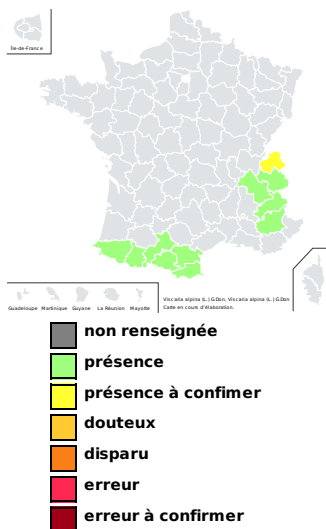 Île-de-France
Guadeloupe Martinique Guyane La Réunion Mayotte
Viscaria alpina (L.) G.Don, Viscaria alpina (L.) G.Don
Carte en cours d'élaboration.
non renseignée
présence
présence à confimer
douteux
disparu
erreur
erreur à confirmer